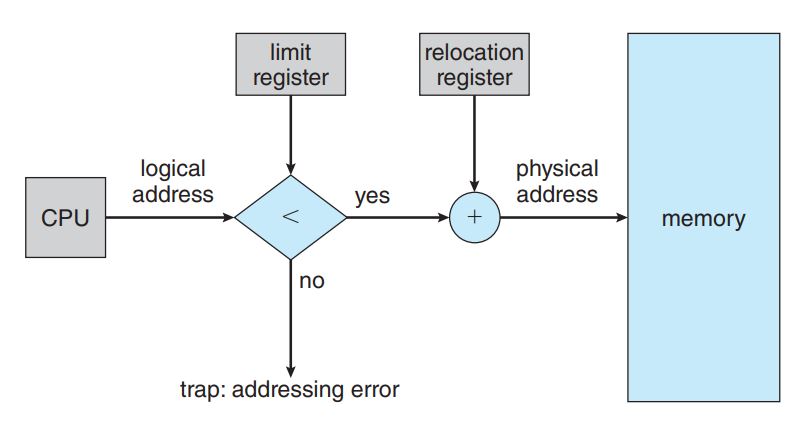 limit
register
relocation
register
logical
address
physical
address
CPU
<
yes
+
memory
no
trap: addressing error